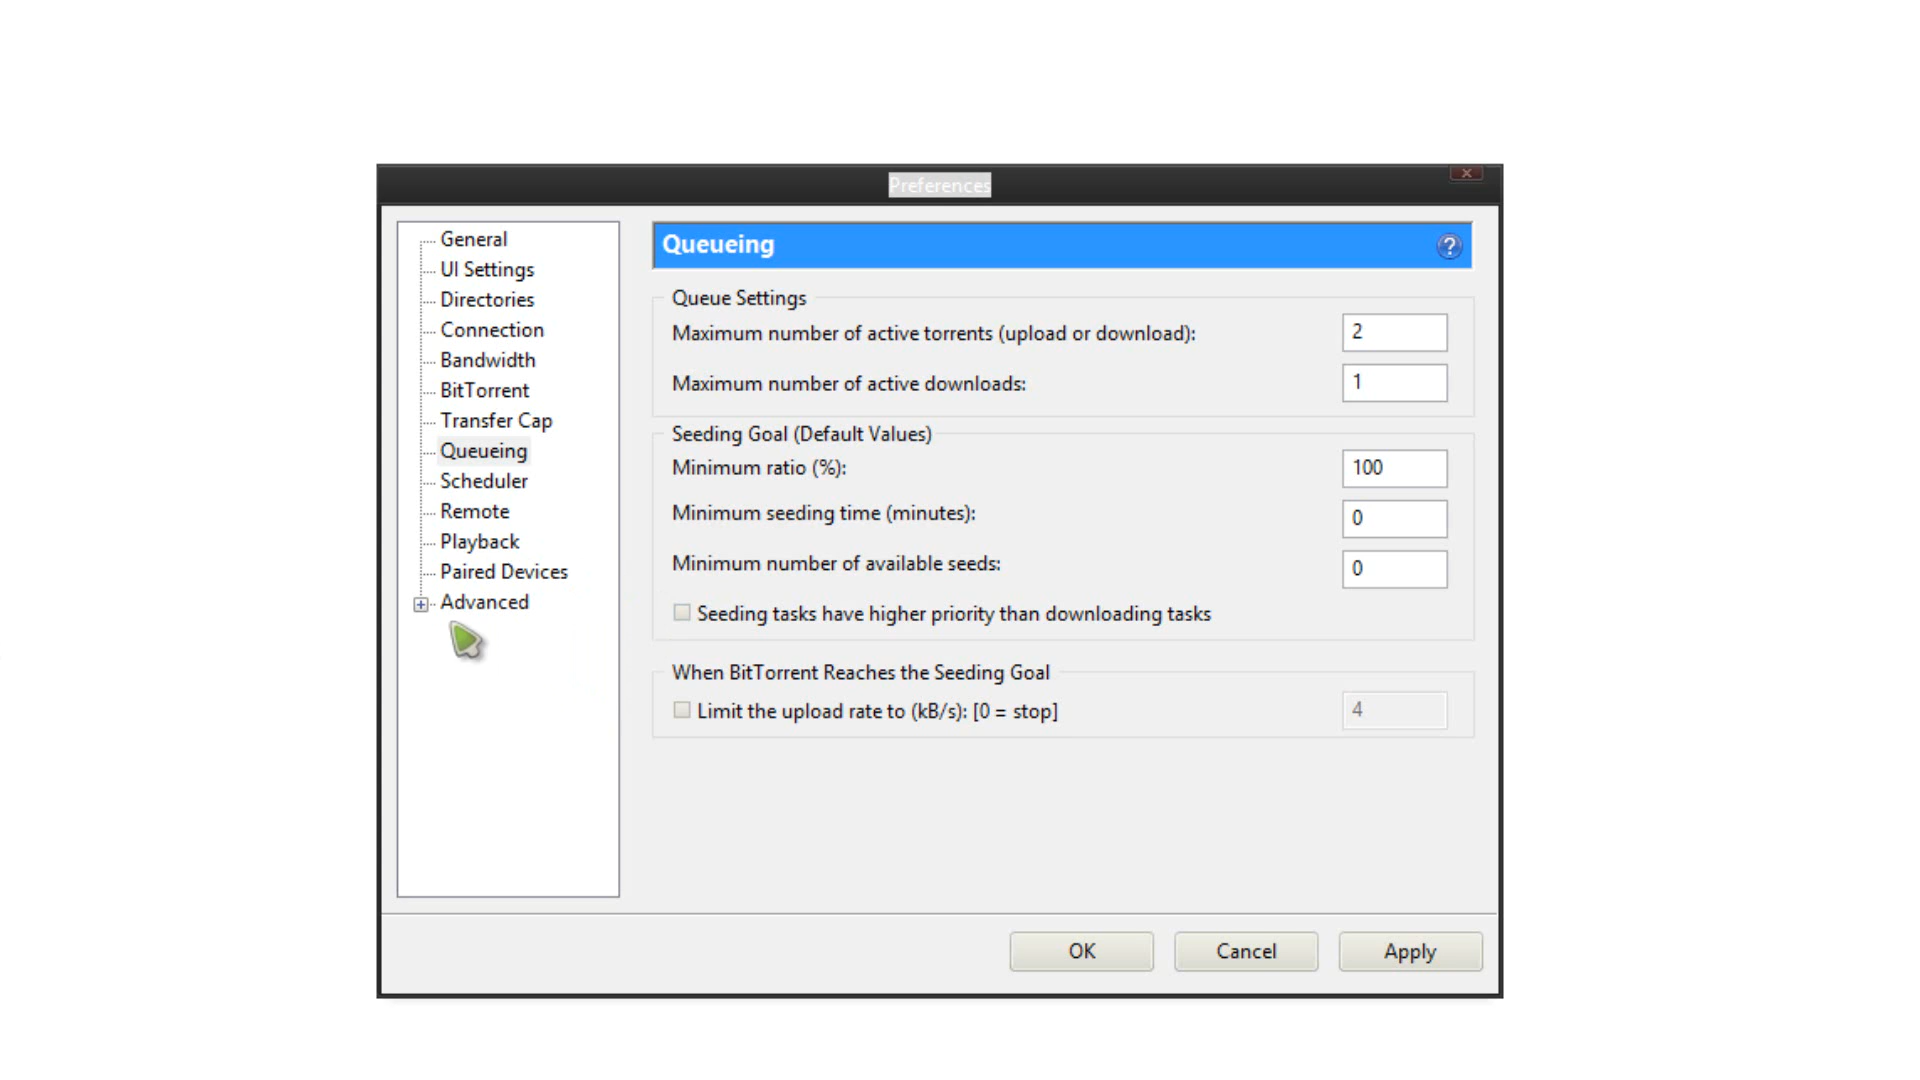 Preferences
General
UI Settings
Directories
Connection
Bandwidth
BitTorrent
Transfer Cap
Queueing
Scheduler
Remote
Playback
Paired Devices
Advanced
Queueing
Queue Settings
Maximum number of active torrents (upload or download): 2
Maximum number of active downloads: 1
Seeding Goal (Default Values)
Minimum ratio (%): 100
Minimum seeding time (minutes): 0
Minimum number of available seeds: 0
Seeding tasks have higher priority than downloading tasks
When BitTorrent Reaches the Seeding Goal
Limit the upload rate to (kB/s): [0 = stop] 4
OK Cancel Apply